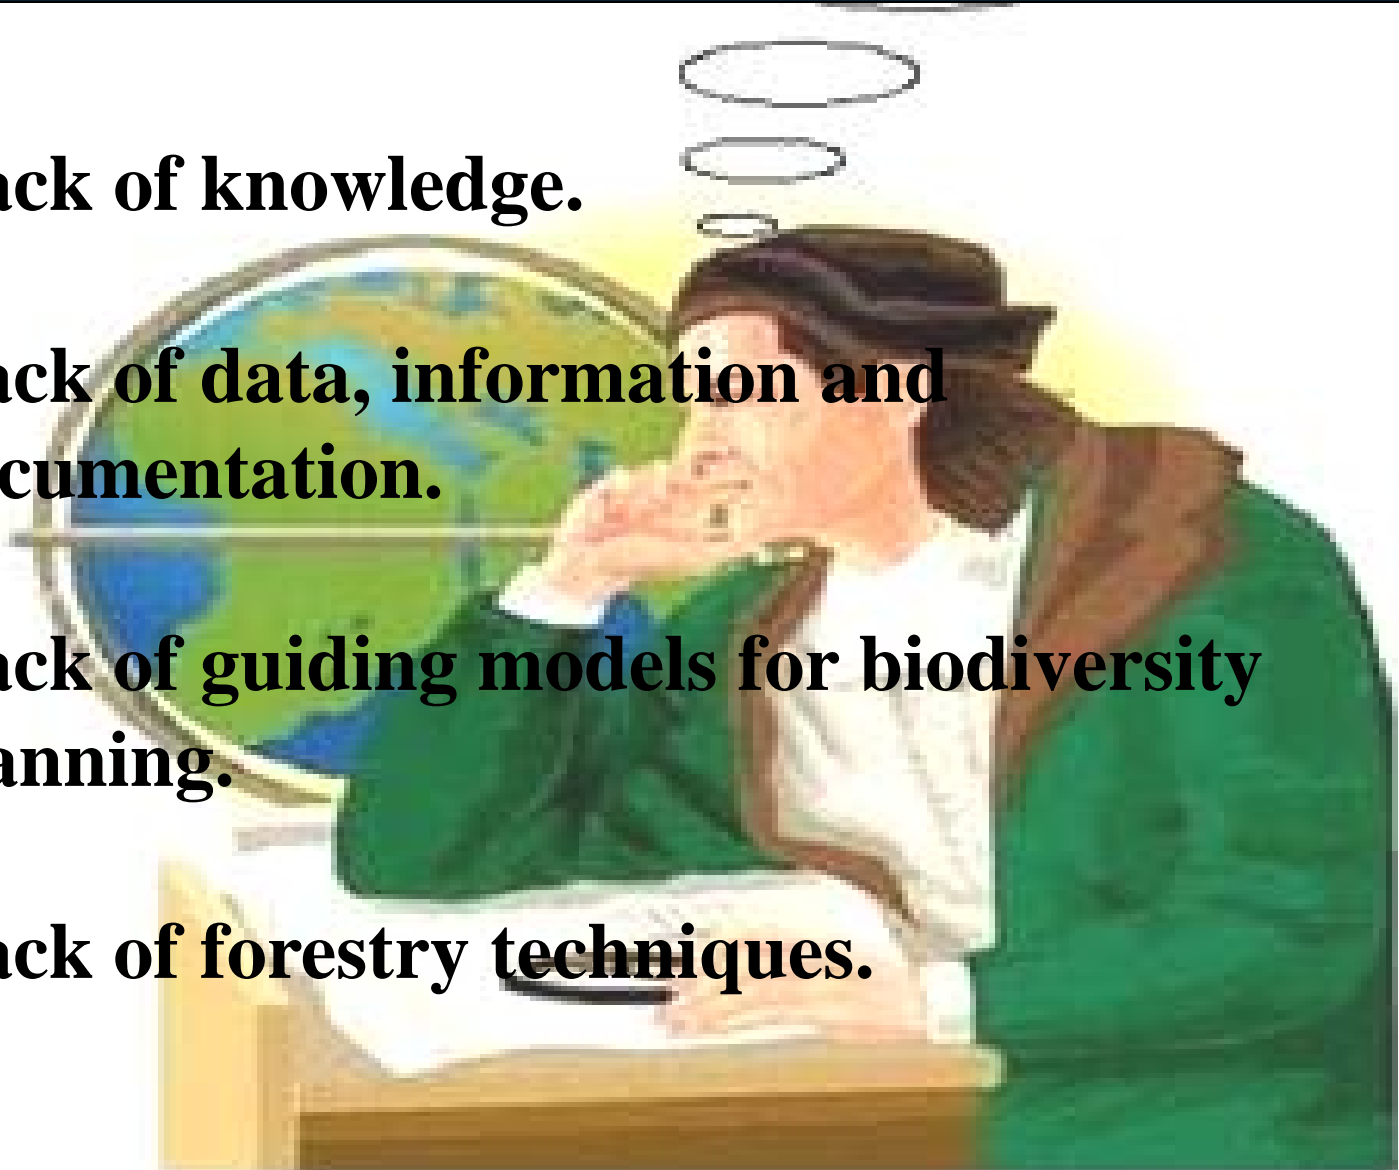 ack of knowledge.
ack of data, information and
cumentation.
ack of guiding models for biodiversity
anning.
ack of forestry techniques.